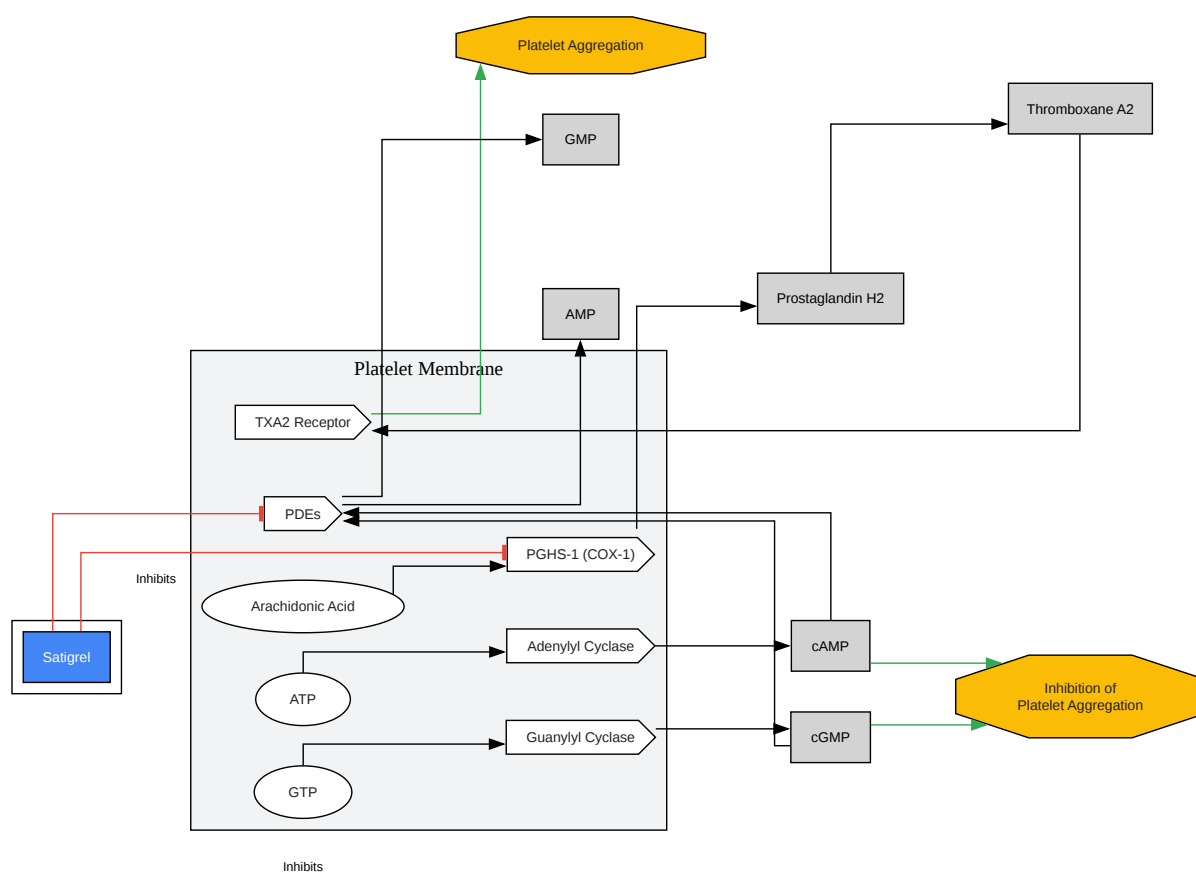 Platelet Aggregation
Thromboxane A2
GMP
Prostaglandin H2
AMP
Platelet Membrane
TXA2 Receptor
PDEs
PGHS-1 (COX-1)
Inhibits
Arachidonic Acid
Adenylyl Cyclase
cAMP
Satigrel
Inhibition of
Platelet Aggregation
ATP
Guanylyl Cyclase
cGMP
GTP
Inhibits